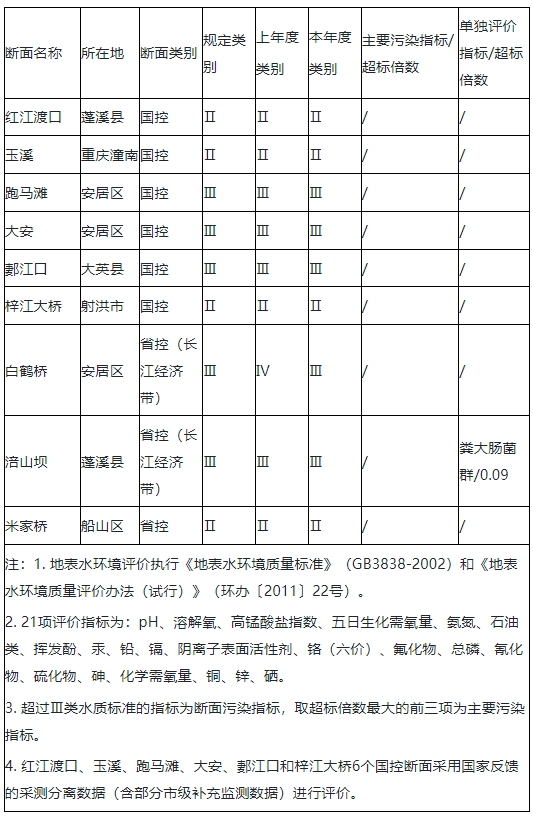 断面名称 所在地 断面类别 规定类别 上年度类别 本年度类别 主要污染指标/超标倍数 单独评价指标/超标倍数
红江渡口 蓬溪县 国控 Ⅱ Ⅱ Ⅱ / /
玉溪 重庆潼南 国控 Ⅱ Ⅱ Ⅱ / /
跑马滩 安居区 国控 Ⅲ Ⅲ Ⅲ / /
大安 安居区 国控 Ⅲ Ⅲ Ⅲ / /
郪江口 大英县 国控 Ⅲ Ⅲ Ⅲ / /
梓江大桥 射洪市 国控 Ⅱ Ⅱ Ⅱ / /
白鹤桥 安居区 省控（长江经济带） Ⅲ Ⅳ Ⅲ / /
涪山坝 蓬溪县 省控（长江经济带） Ⅲ Ⅲ Ⅲ / 粪大肠菌群/0.09
米家桥 船山区 省控 Ⅱ Ⅱ Ⅱ / /
注：1. 地表水环境评价执行《地表水环境质量标准》（GB3838-2002）和《地表
水环境质量评价办法（试行）》（环办〔2011〕22号）。
2. 21项评价指标为：pH、溶解氧、高锰酸盐指数、五日生化需氧量、氨氮、石油
类、挥发酚、汞、铅、镉、阴离子表面活性剂、铬（六价）、氟化物、总磷、氰化
物、硫化物、砷、化学需氧量、铜、锌、硒。
3. 超过Ⅲ类水质标准的指标为断面污染指标，取超标倍数最大的前三项为主要污染
指标。
4. 红江渡口、玉溪、跑马滩、大安、郪江口和梓江大桥6个国控断面采用国家反馈
的采测分离数据（含部分市级补充监测数据）进行评价。